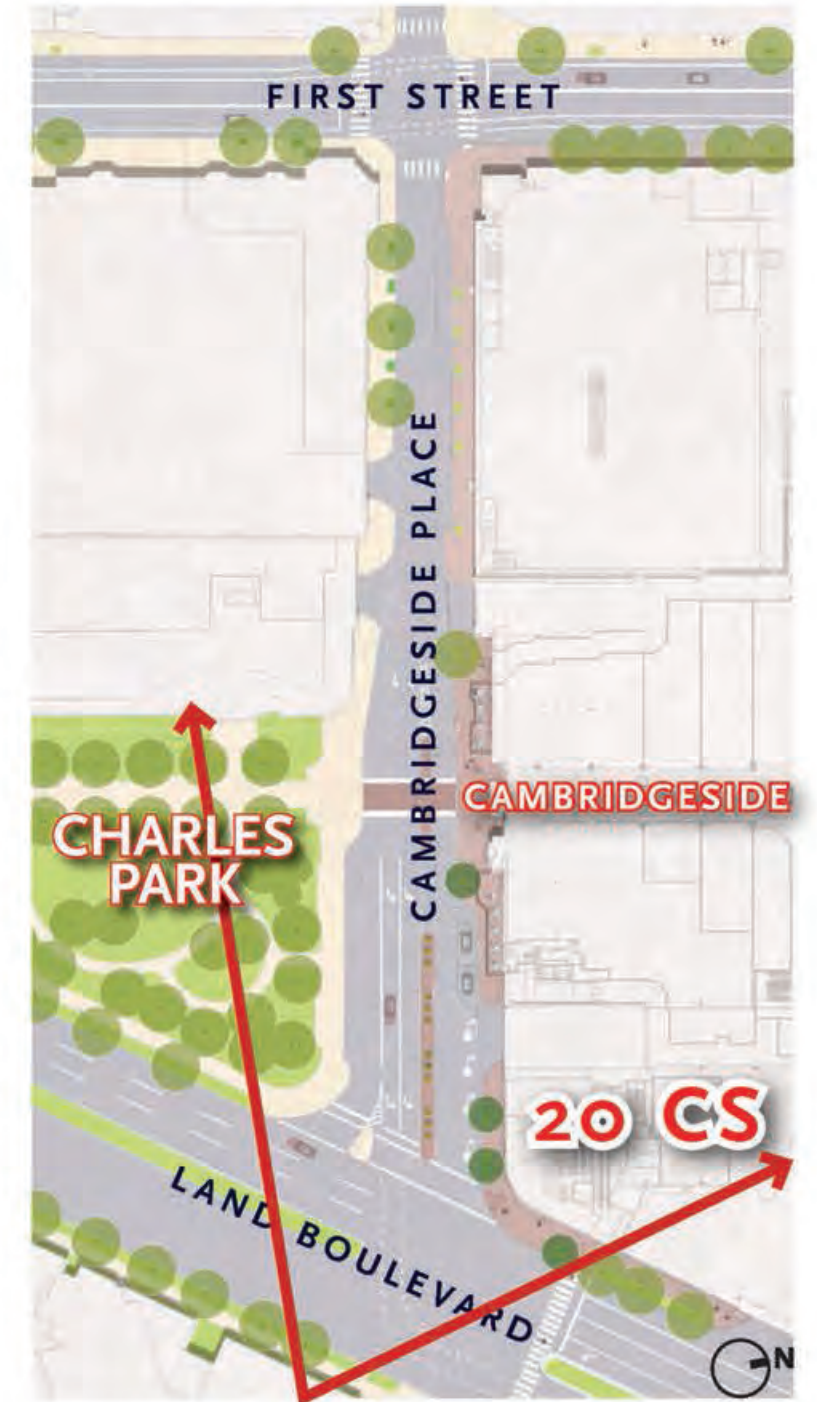 FIRST STREET
CAMBRIDGESIDE PLACE
CAMBRIDGESIDE
CHARLES
PARK
20 CS
LAND BOULEVARD
N